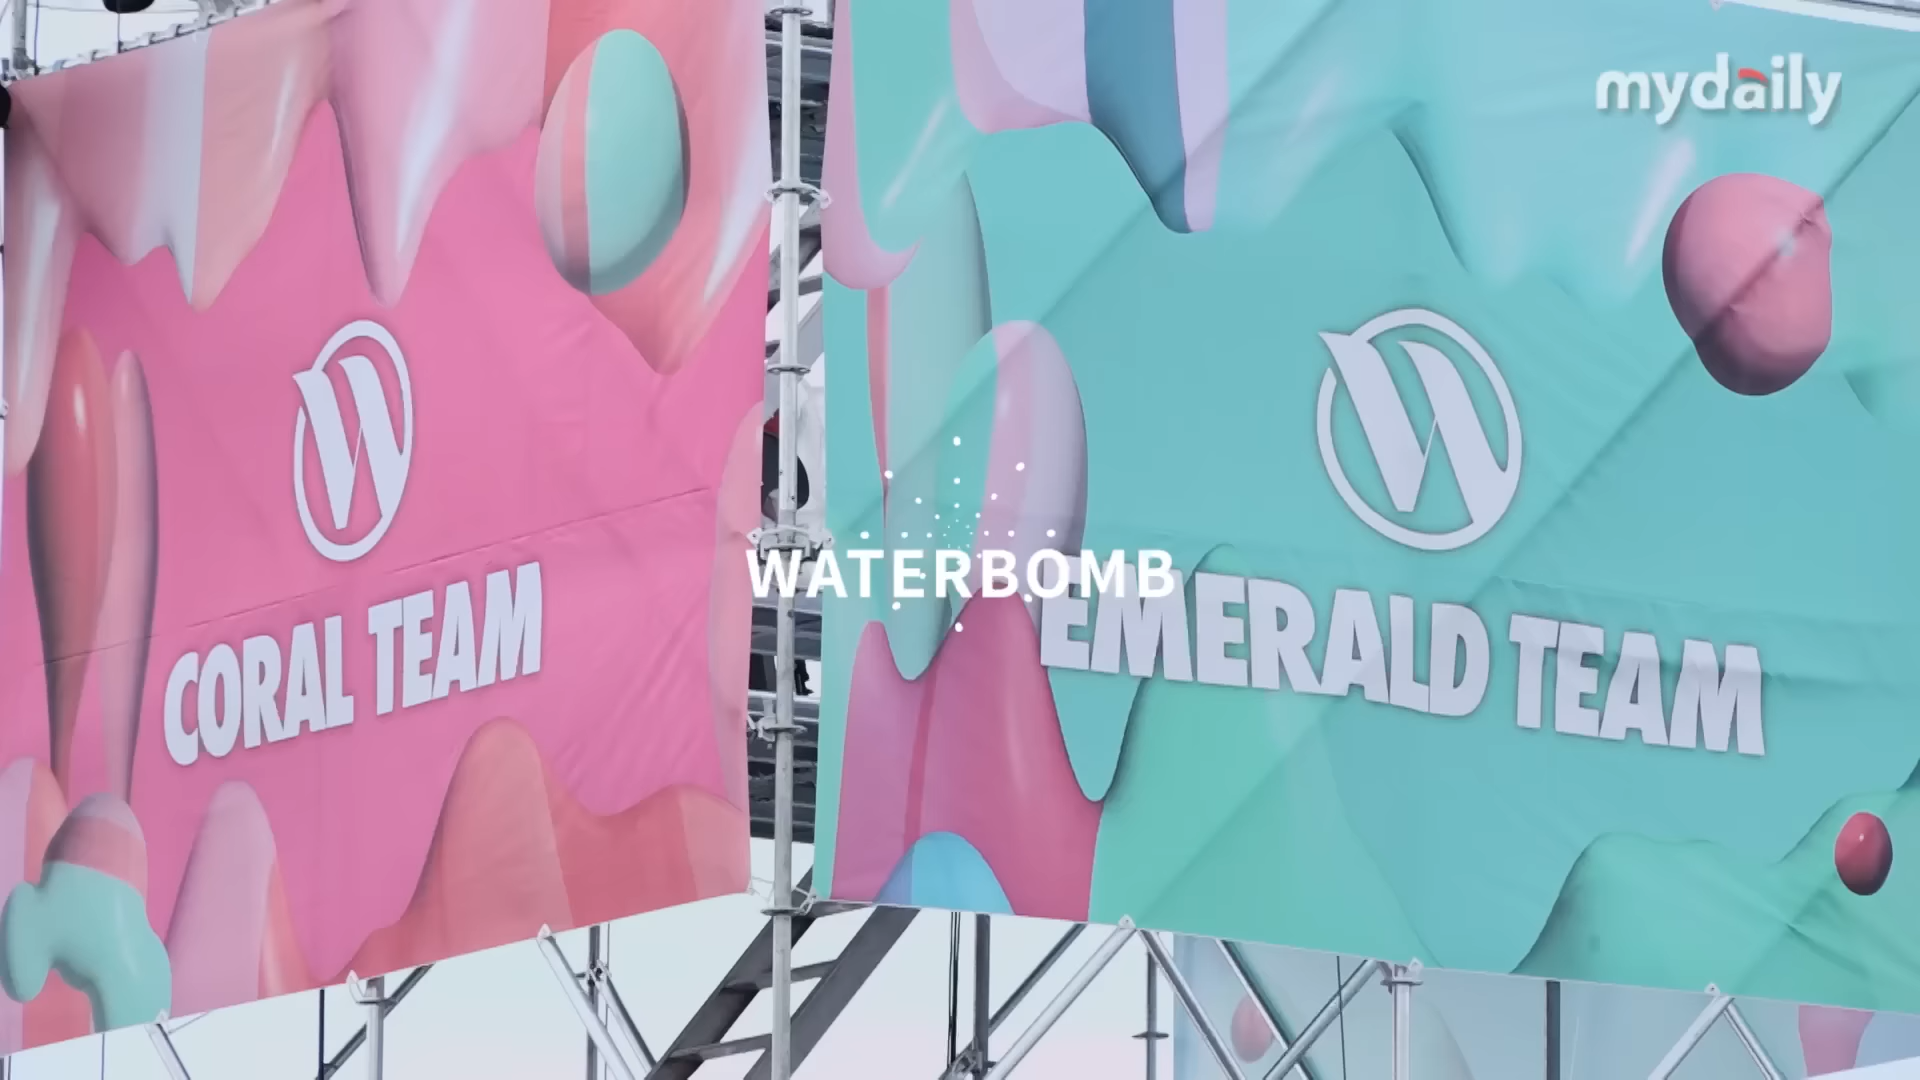 mydaily
W
CORAL TEAM
W
EMERALD TEAM
WATERBOMB